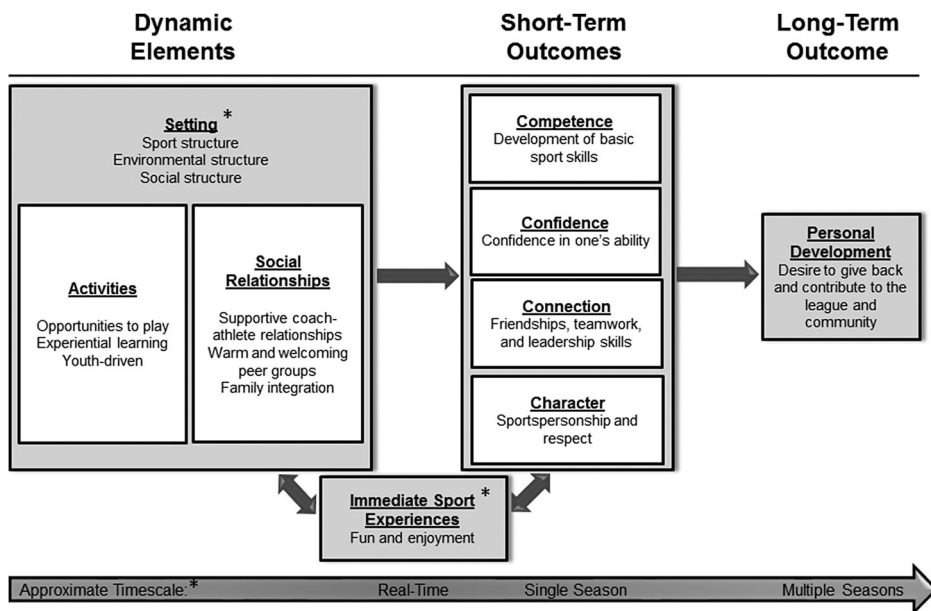 Dynamic
Elements
Short-Term
Outcomes
Long-Term
Outcome
Setting *
Sport structure
Environmental structure
Social structure
Activities
Opportunities to play
Experiential learning
Youth-driven
Social
Relationships
Supportive coach-
athlete relationships
Warm and welcoming
peer groups
Family integration
Competence
Development of basic
sport skills
Confidence
Confidence in one's ability
Connection
Friendships, teamwork,
and leadership skills
Character
Sportspersonship and
respect
Personal
Development
Desire to give back
and contribute to the
league and
community
Immediate Sport *
Experiences
Fun and enjoyment
Approximate Timescale:* Real-Time Single Season Multiple Seasons